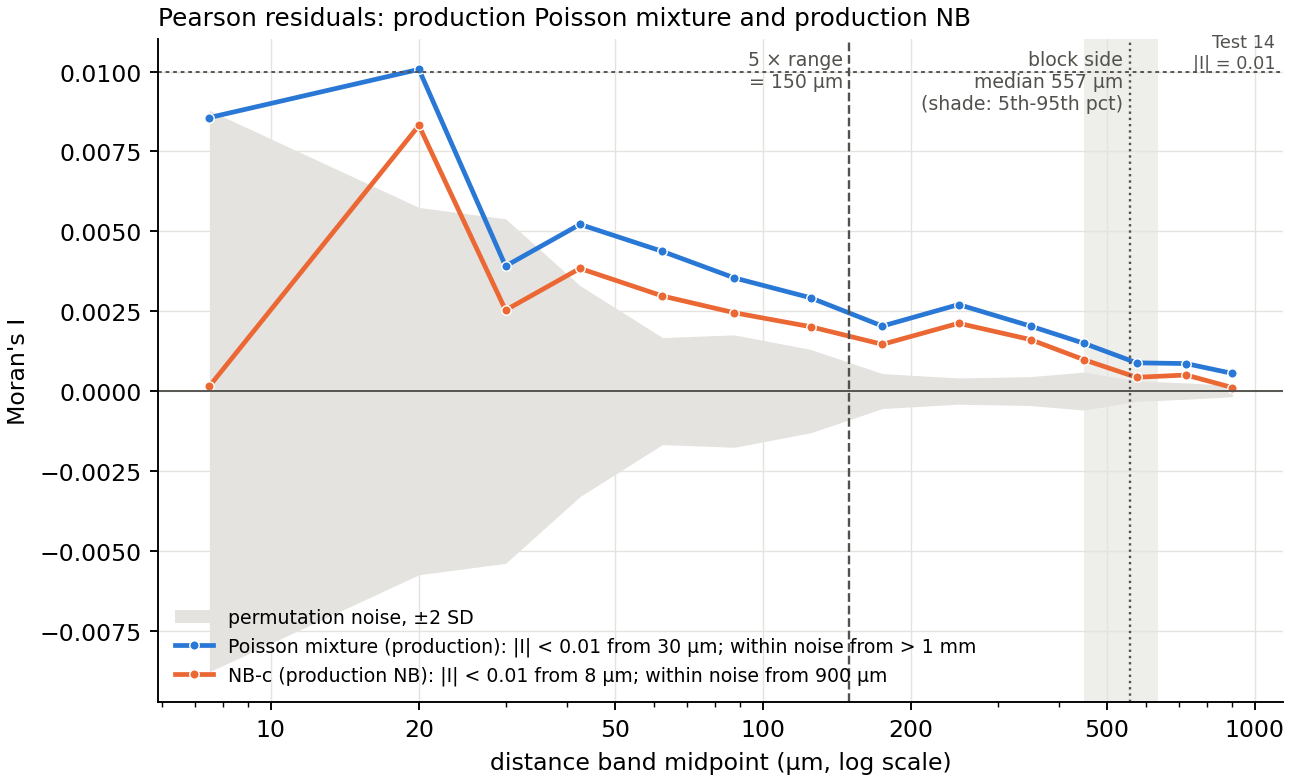 Pearson residuals: production Poisson mixture and production NB
Test 14
|I| = 0.01
5 × range
= 150 µm
block side
median 557 µm
(shade: 5th-95th pct)
0.0100
0.0075
0.0050
0.0025
0.0000
−0.0025
−0.0050
−0.0075
Moran's I
permutation noise, ±2 SD
Poisson mixture (production): |I| < 0.01 from 30 µm; within noise from > 1 mm
NB-c (production NB): |I| < 0.01 from 8 µm; within noise from 900 µm
10 20 50 100 200 500 1000
distance band midpoint (µm, log scale)